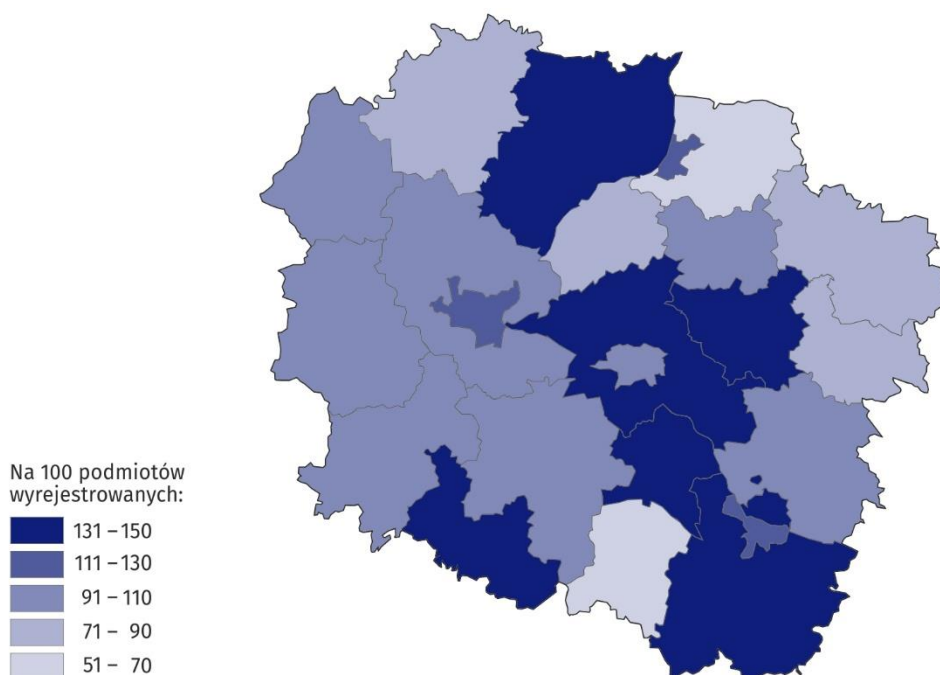 Na 100 podmiotów
wyrejestrowanych:
131 – 150
111 – 130
91 – 110
71 – 90
51 – 70